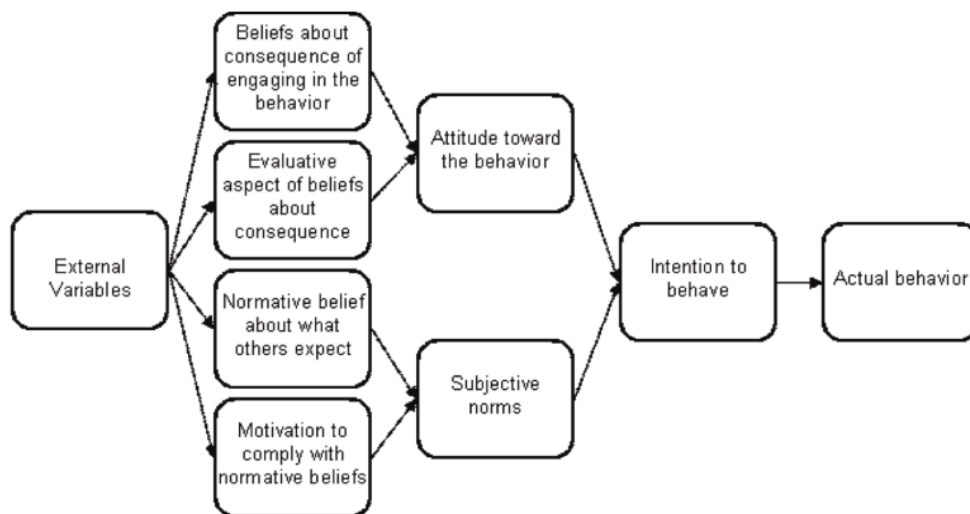 Beliefs about
consequence of
engaging in the
behavior
Evaluative
aspect of beliefs
about
consequence
External
Variables
Normative belief
about what
others expect
Motivation to
comply with
normative beliefs
Attitude toward
the behavior
Subjective
norms
Intention to
behave
Actual behavior